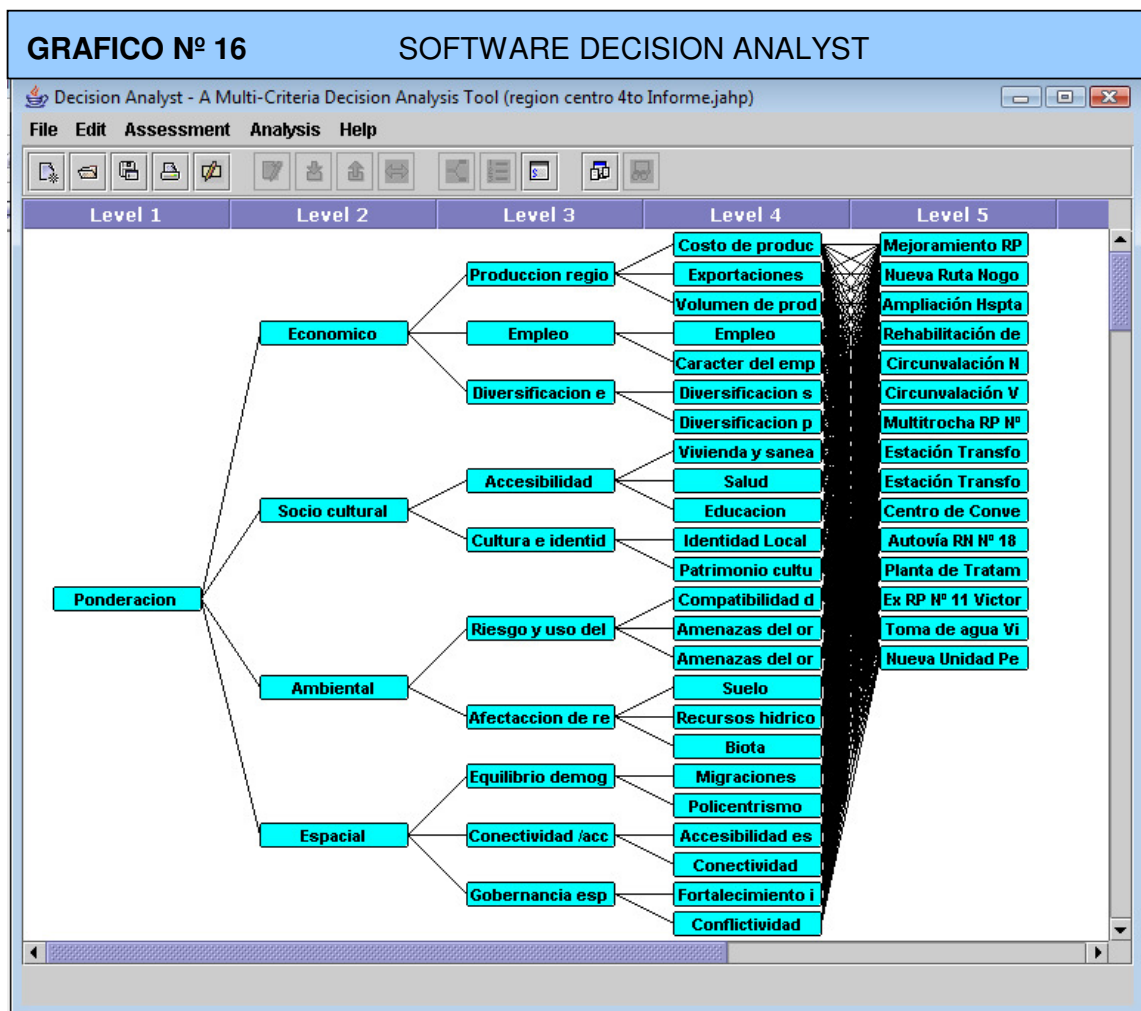 GRAFICO Nº 16 SOFTWARE DECISION ANALYST
Decision Analyst - A Multi-Criteria Decision Analysis Tool (region centro 4to Informe.jahp)
File Edit Assessment Analysis Help
Level 1 Level 2 Level 3 Level 4 Level 5
Ponderacion
Economico
Socio cultural
Ambiental
Espacial
Produccion regio
Empleo
Diversificacion e
Accesibilidad
Cultura e identid
Riesgo y uso del
Afectaccion de re
Equilibrio demog
Conectividad /acc
Gobernancia esp
Costo de produc
Exportaciones
Volumen de prod
Empleo
Caracter del emp
Diversificacion s
Diversificacion p
Vivienda y sanea
Salud
Educacion
Identidad Local
Patrimonio cultu
Compatibilidad d
Amenazas del or
Amenazas del or
Suelo
Recursos hidrico
Biota
Migraciones
Policentrismo
Accesibilidad es
Conectividad
Fortalecimiento i
Conflictividad
Mejoramiento RP
Nueva Ruta Nogo
Ampliación Hspta
Rehabilitación de
Circunvalación N
Circunvalación V
Multitrocha RP Nº
Estación Transfo
Estación Transfo
Centro de Conve
Autovía RN Nº 18
Planta de Tratam
Ex RP Nº 11 Victor
Toma de agua Vi
Nueva Unidad Pe